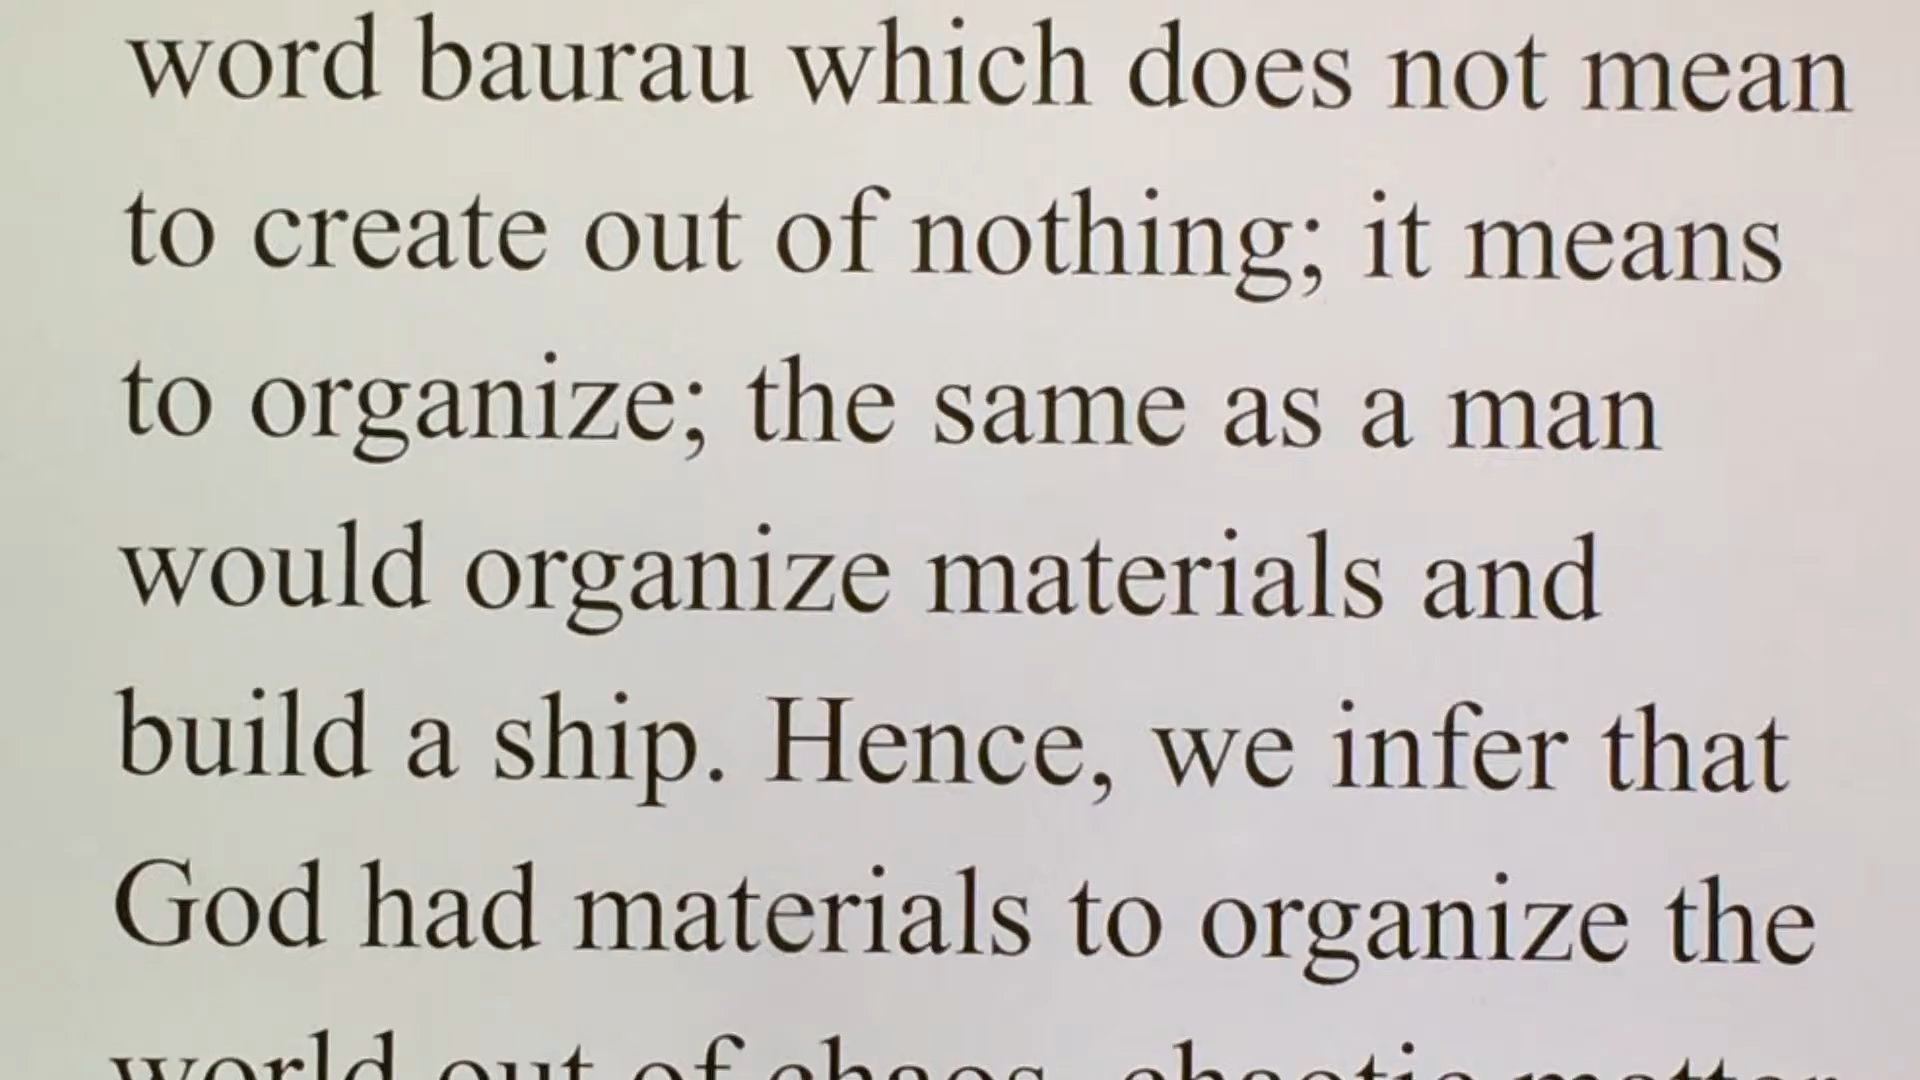 word baurau which does not mean
to create out of nothing; it means
to organize; the same as a man
would organize materials and
build a ship. Hence, we infer that
God had materials to organize the
world out of chaos chaotic matter